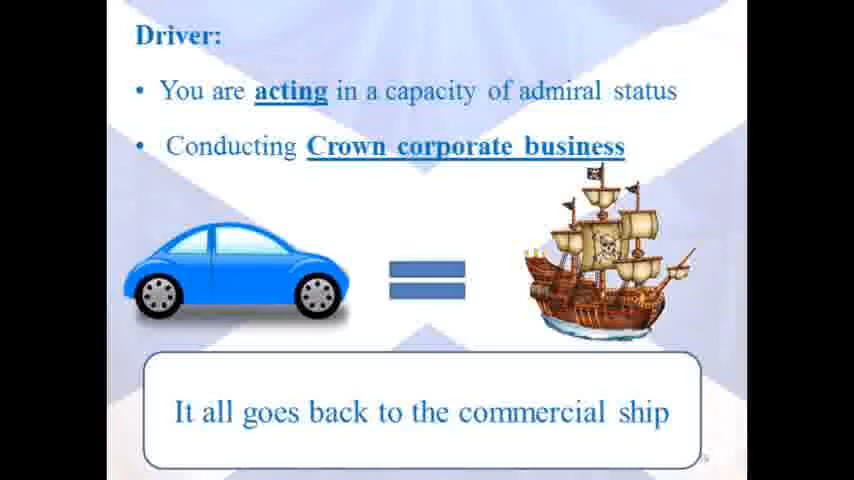 Driver:
• You are acting in a capacity of admiral status
• Conducting Crown corporate business
It all goes back to the commercial ship